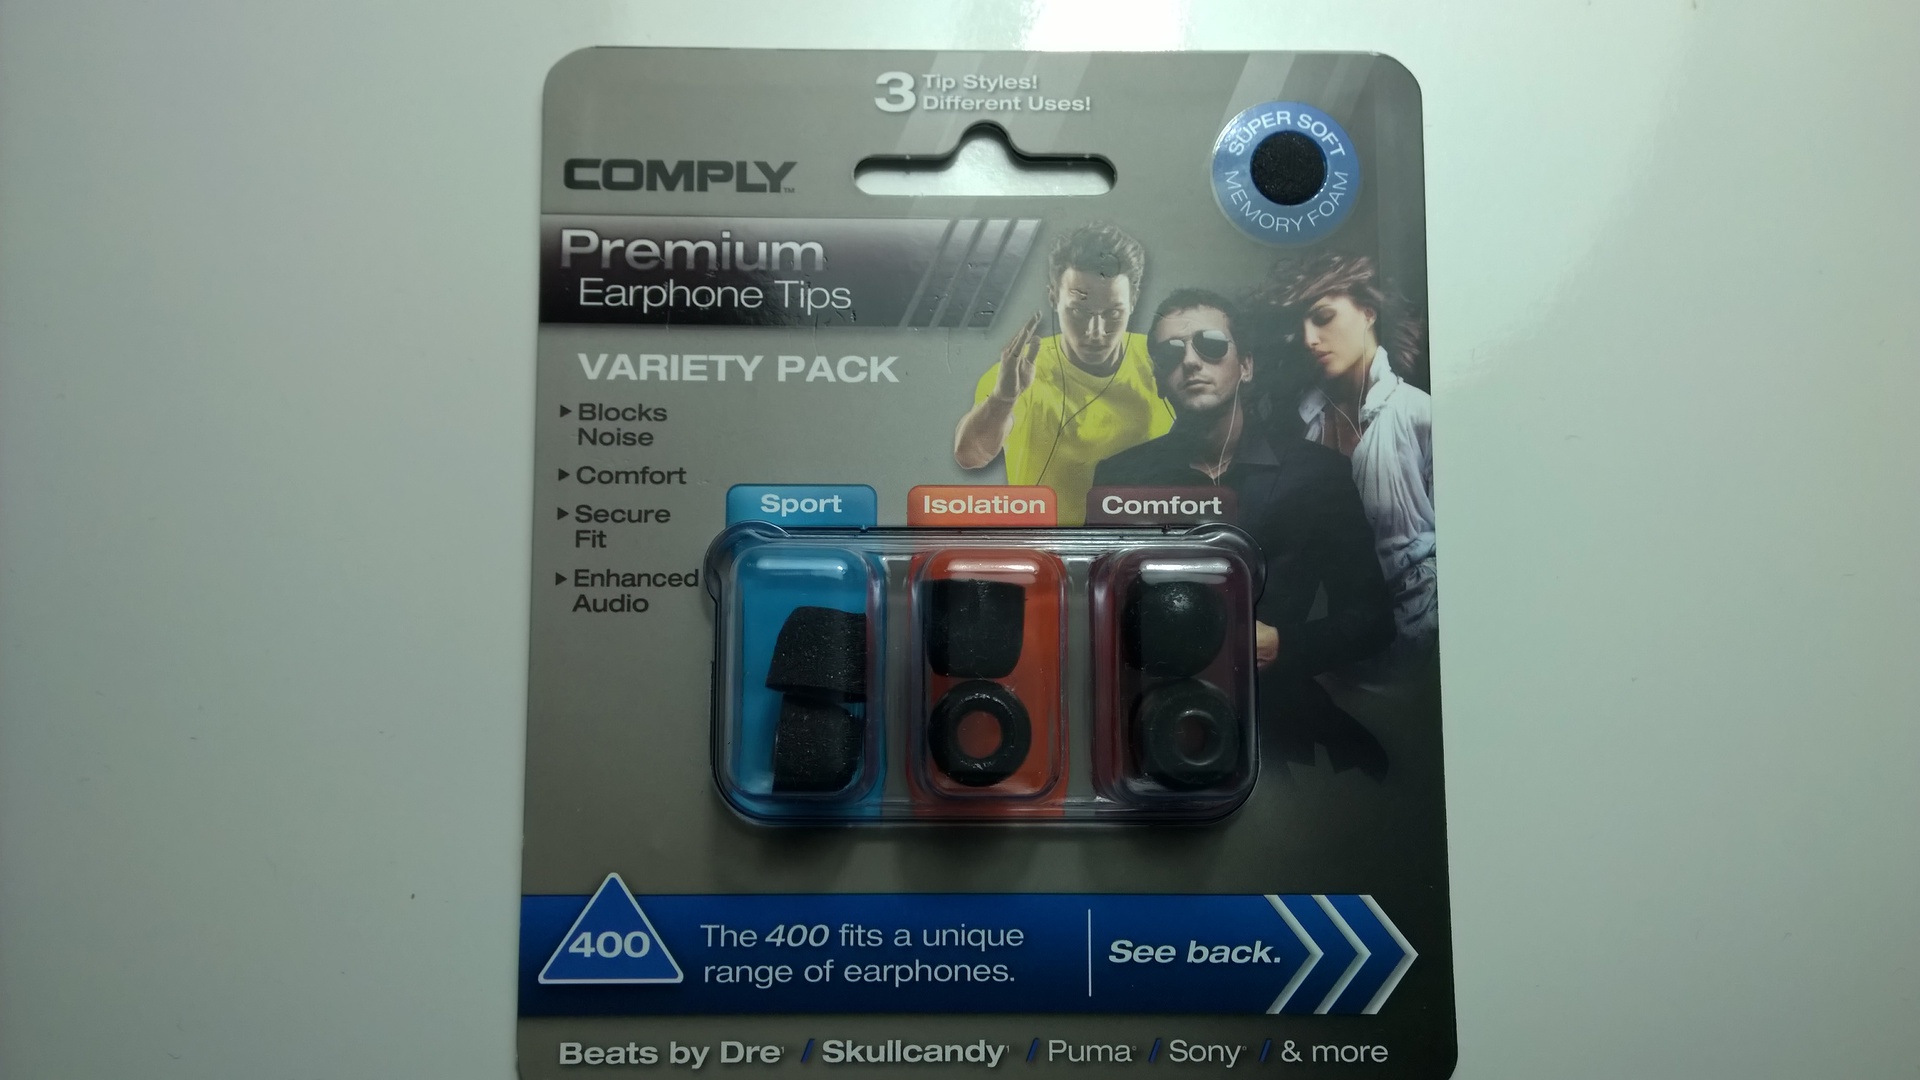 3 Tip Styles!
Different Uses!
COMPLY™
SUPER SOFT
MEMORY FOAM
Premium
Earphone Tips
VARIETY PACK
▶ Blocks
Noise
▶ Comfort
▶ Secure
Fit
▶ Enhanced
Audio
Sport
Isolation
Comfort
400
The 400 fits a unique
range of earphones.
See back.
Beats by Dre / Skullcandy / Puma / Sony / & more